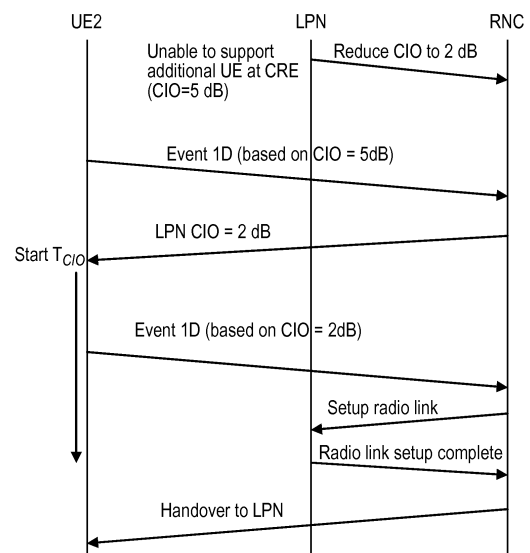 UE2
LPN
RNC
Unable to support
additional UE at CRE
(CIO=5 dB)
Reduce CIO to 2 dB
Event 1D (based on CIO = 5dB)
LPN CIO = 2 dB
Start TCIO
Event 1D (based on CIO = 2dB)
Setup radio link
Radio link setup complete
Handover to LPN